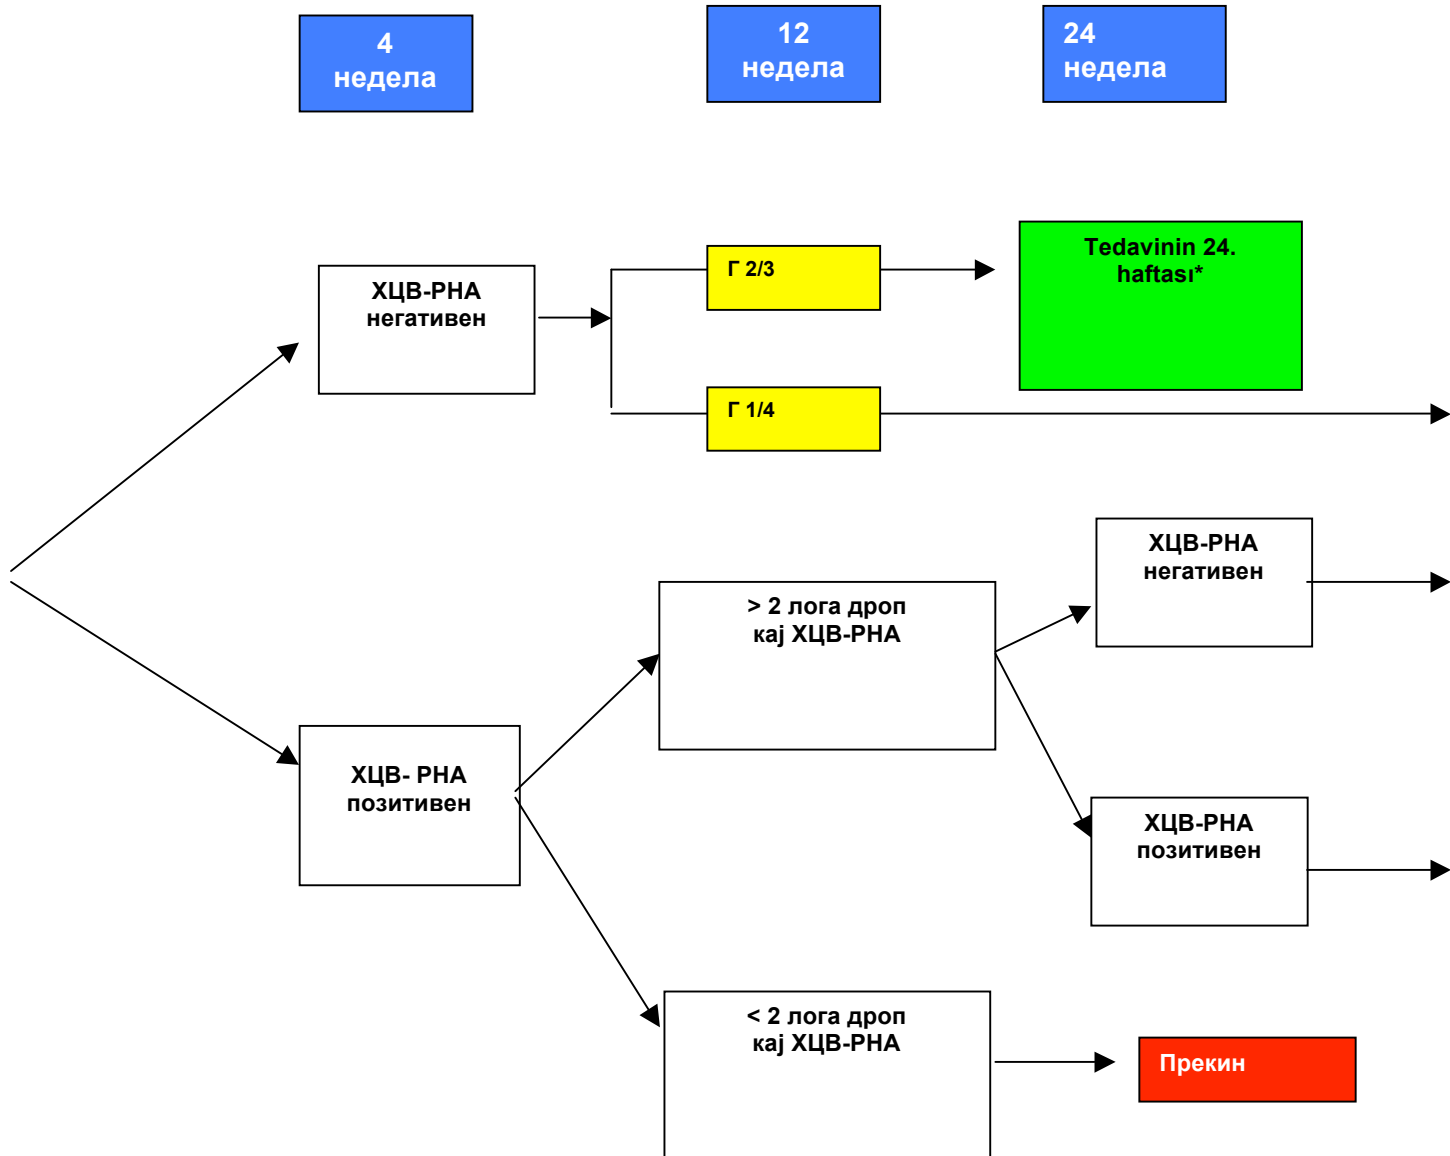 4
недела
12
недела
24
недела
ХЦВ-РНА
негативен
Г 2/3
Tedavinin 24.
haftası*
Г 1/4
> 2 лога дроп
кај ХЦВ-РНА
ХЦВ-РНА
негативен
ХЦВ- РНА
позитивен
ХЦВ-РНА
позитивен
< 2 лога дроп
кај ХЦВ-РНА
Прекин